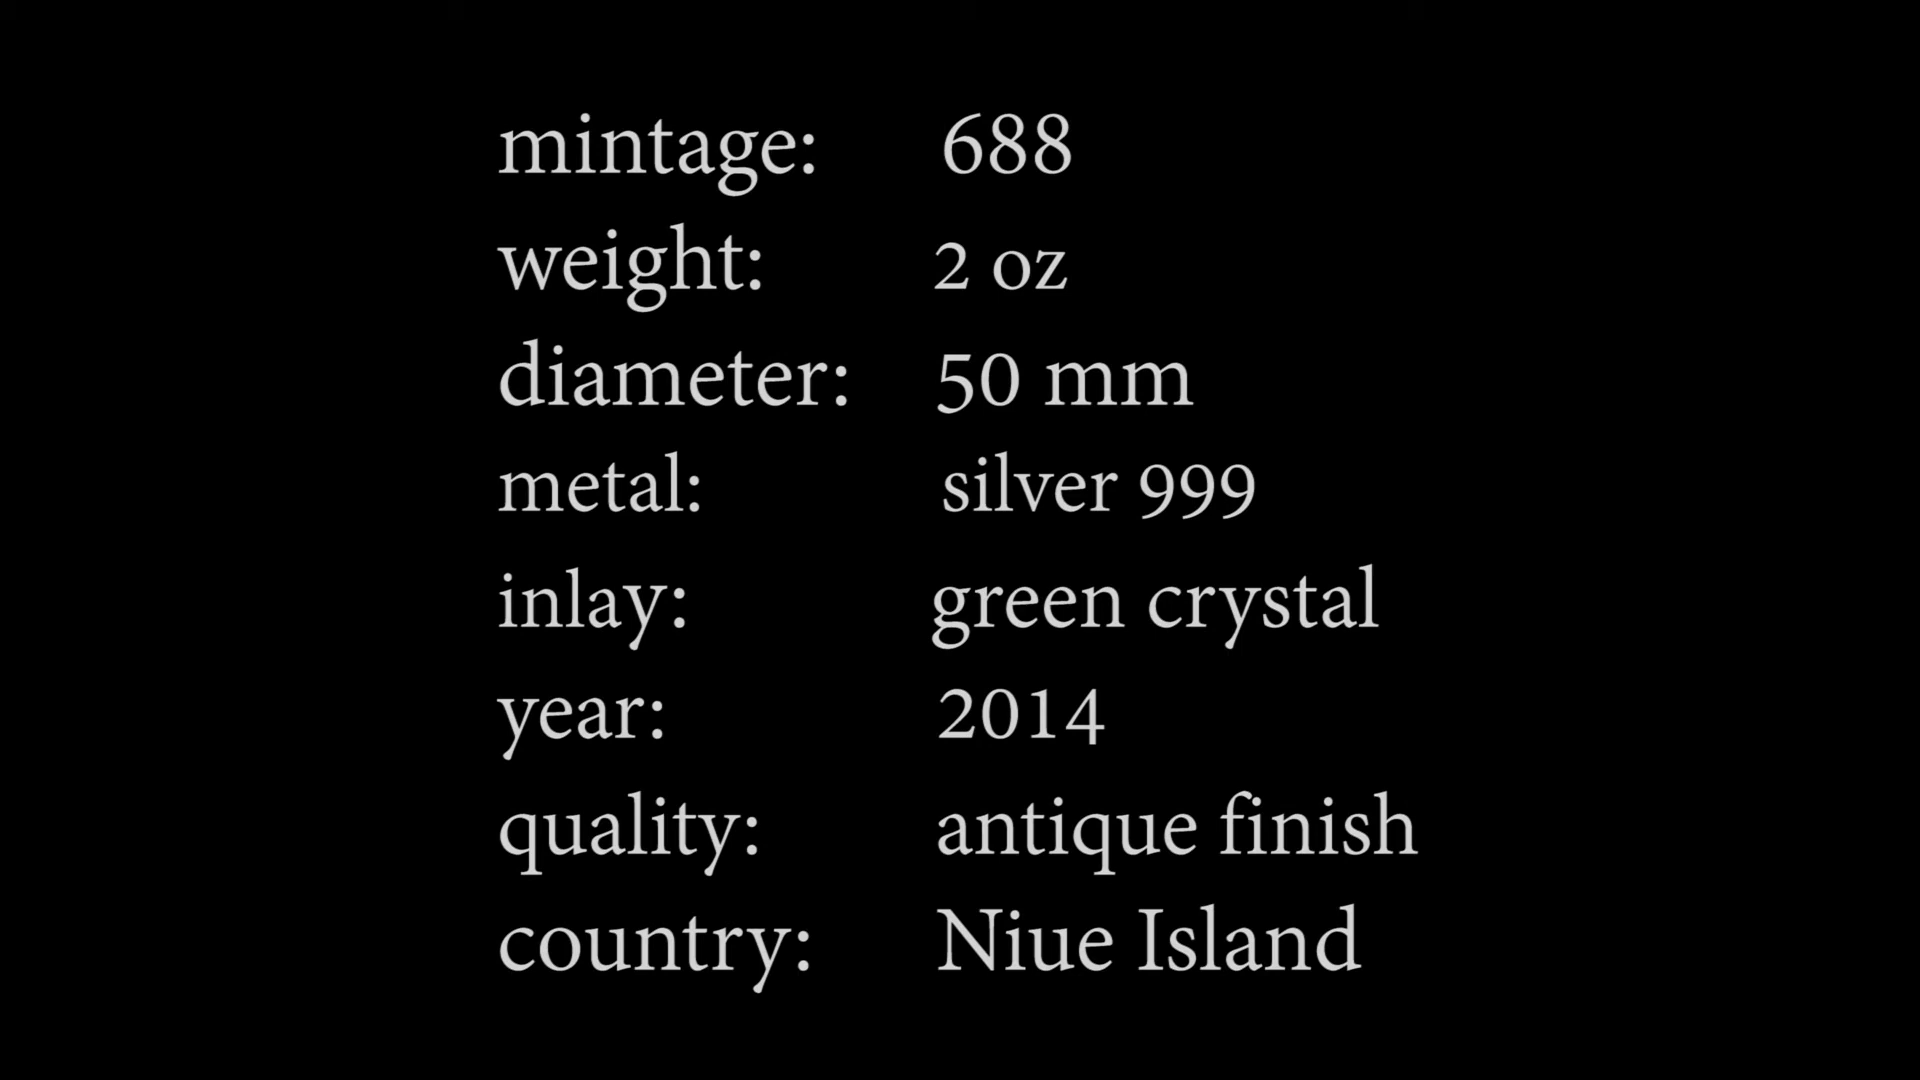 mintage: 688
weight: 2 oz
diameter: 50 mm
metal: silver 999
inlay: green crystal
year: 2014
quality: antique finish
country: Niue Island